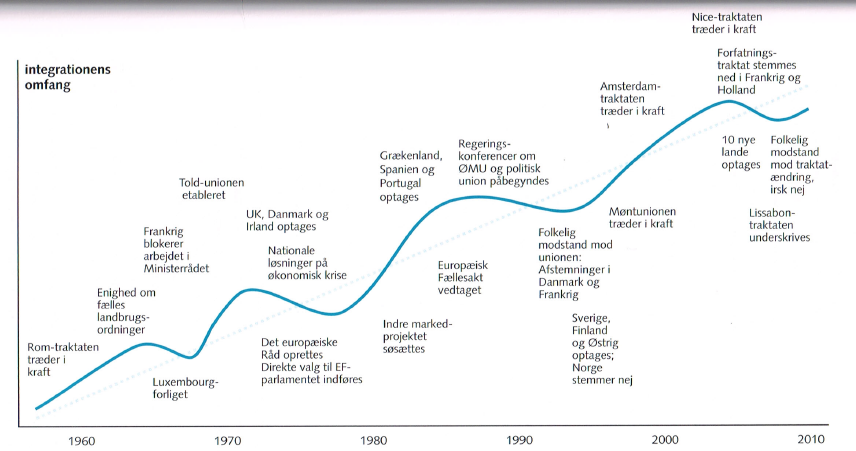 Nice-traktaten
træder i kraft
integrationens
omfang
Forfatnings-
traktat stemmes
ned i Frankrig og
Holland
Amsterdam-
traktaten
træder i kraft
Grækenland,
Spanien og
Portugal
optages
Regerings-
konferencer om
ØMU og politisk
union påbegyndes
10 nye
lande
optages
Folkelig
modstand
mod traktat-
ændring,
irsk nej
Told-unionen
etableret
UK, Danmark og
Irland optages
Møntunionen
træder i kraft
Lissabon-
traktaten
underskrives
Frankrig
blokerer
arbejdet i
Ministerrådet
Nationale
løsninger på
økonomisk krise
Folkelig
modstand mod
unionen:
Afstemninger i
Danmark og
Frankrig
Europæisk
Fællesakt
vedtaget
Enighed om
fælles
landbrugs-
ordninger
Indre marked-
projektet
søsættes
Sverige,
Finland
og Østrig
optages;
Norge
stemmer nej
Rom-traktaten
træder i
kraft
Det europæiske
Råd oprettes
Direkte valg til EF-
parlamentet indføres
Luxembourg-
forliget
1960
1970
1980
1990
2000
2010